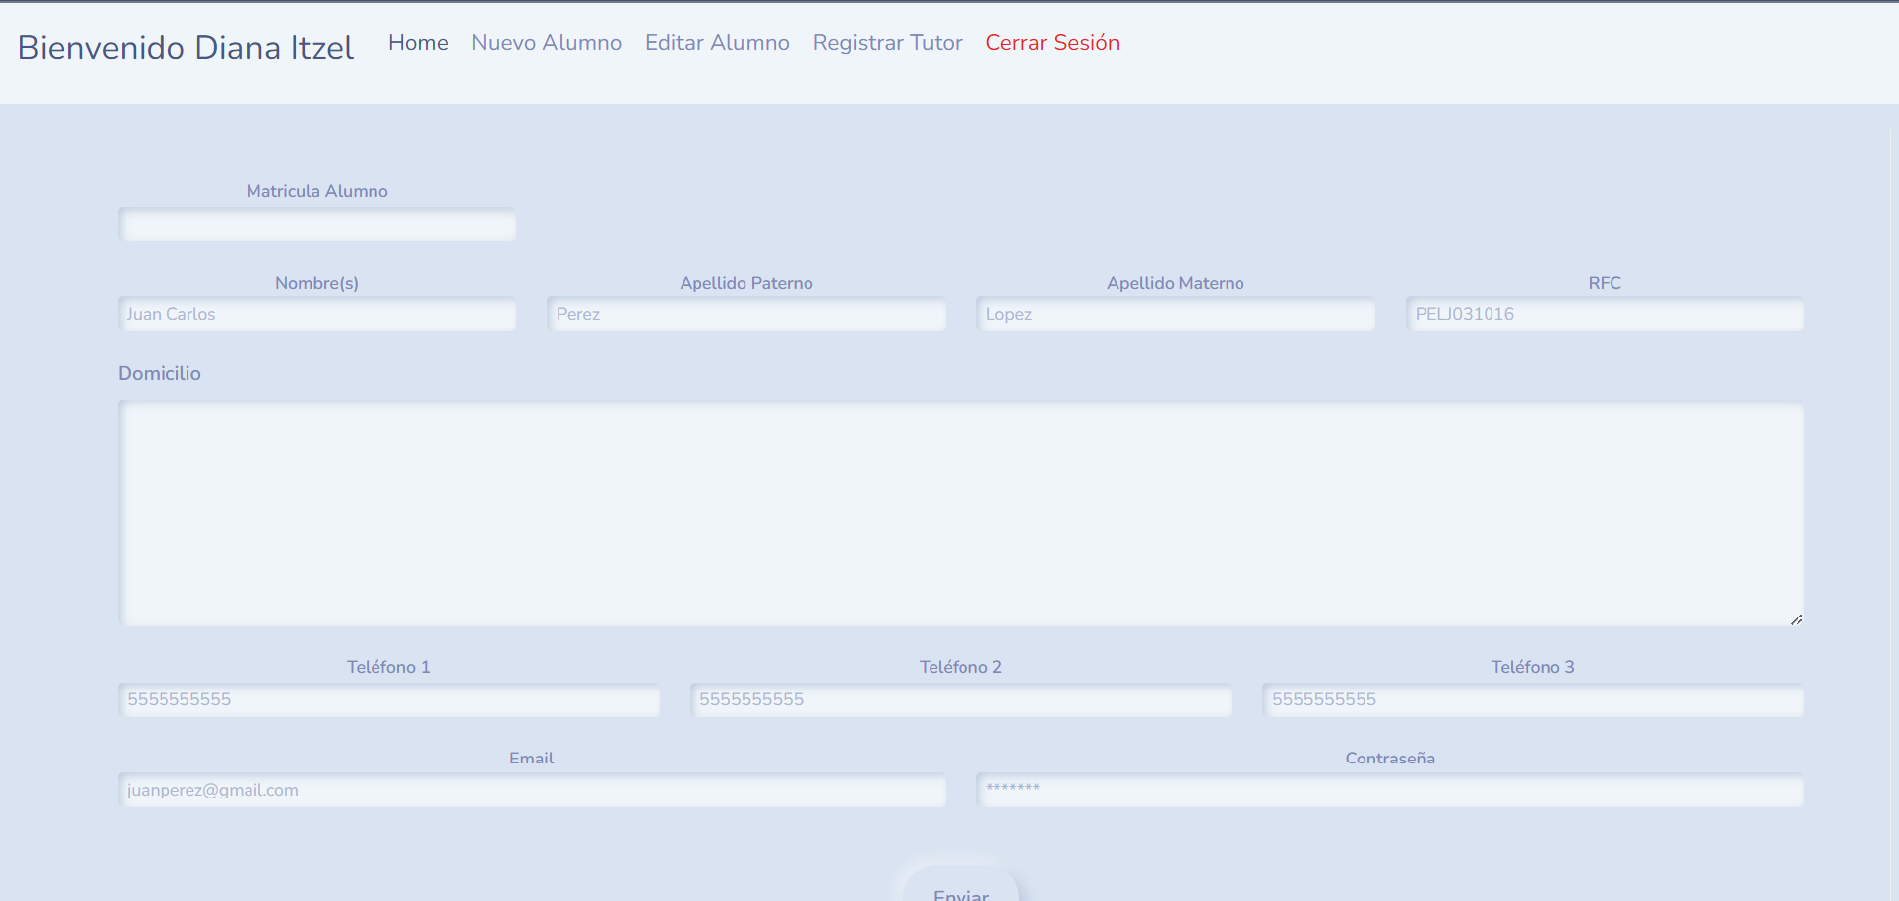 Bienvenido Diana Itzel Home Nuevo Alumno Editar Alumno Registrar Tutor Cerrar Sesión
Matricula Alumno
Nombre(s) Apellido Paterno Apellido Materno RFC
Juan Carlos Perez Lopez PELJ031016
Domicilio
Teléfono 1 Teléfono 2 Teléfono 3
5555555555 5555555555 5555555555
Email Contraseña
juanperez@gmail.com *******
Enviar